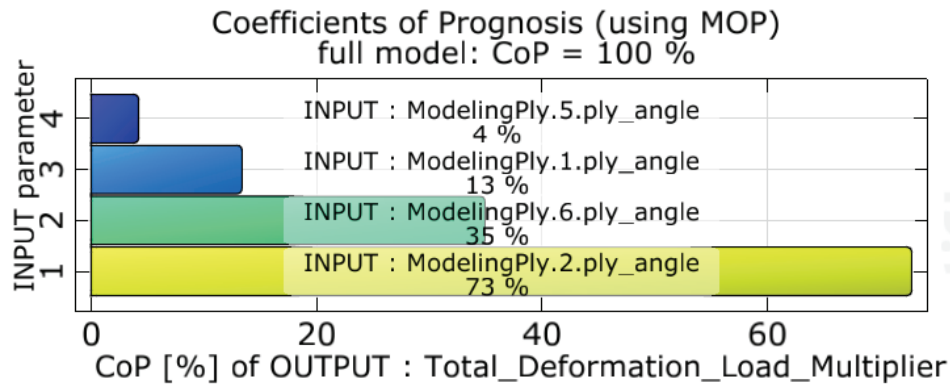 Coefficients of Prognosis (using MOP)
full model: CoP = 100 %
INPUT parameter
4
INPUT : ModelingPly.5.ply_angle
4 %
3
INPUT : ModelingPly.1.ply_angle
13 %
2
INPUT : ModelingPly.6.ply_angle
35 %
1
INPUT : ModelingPly.2.ply_angle
73 %
0 20 40 60
CoP [%] of OUTPUT : Total_Deformation_Load_Multiplier